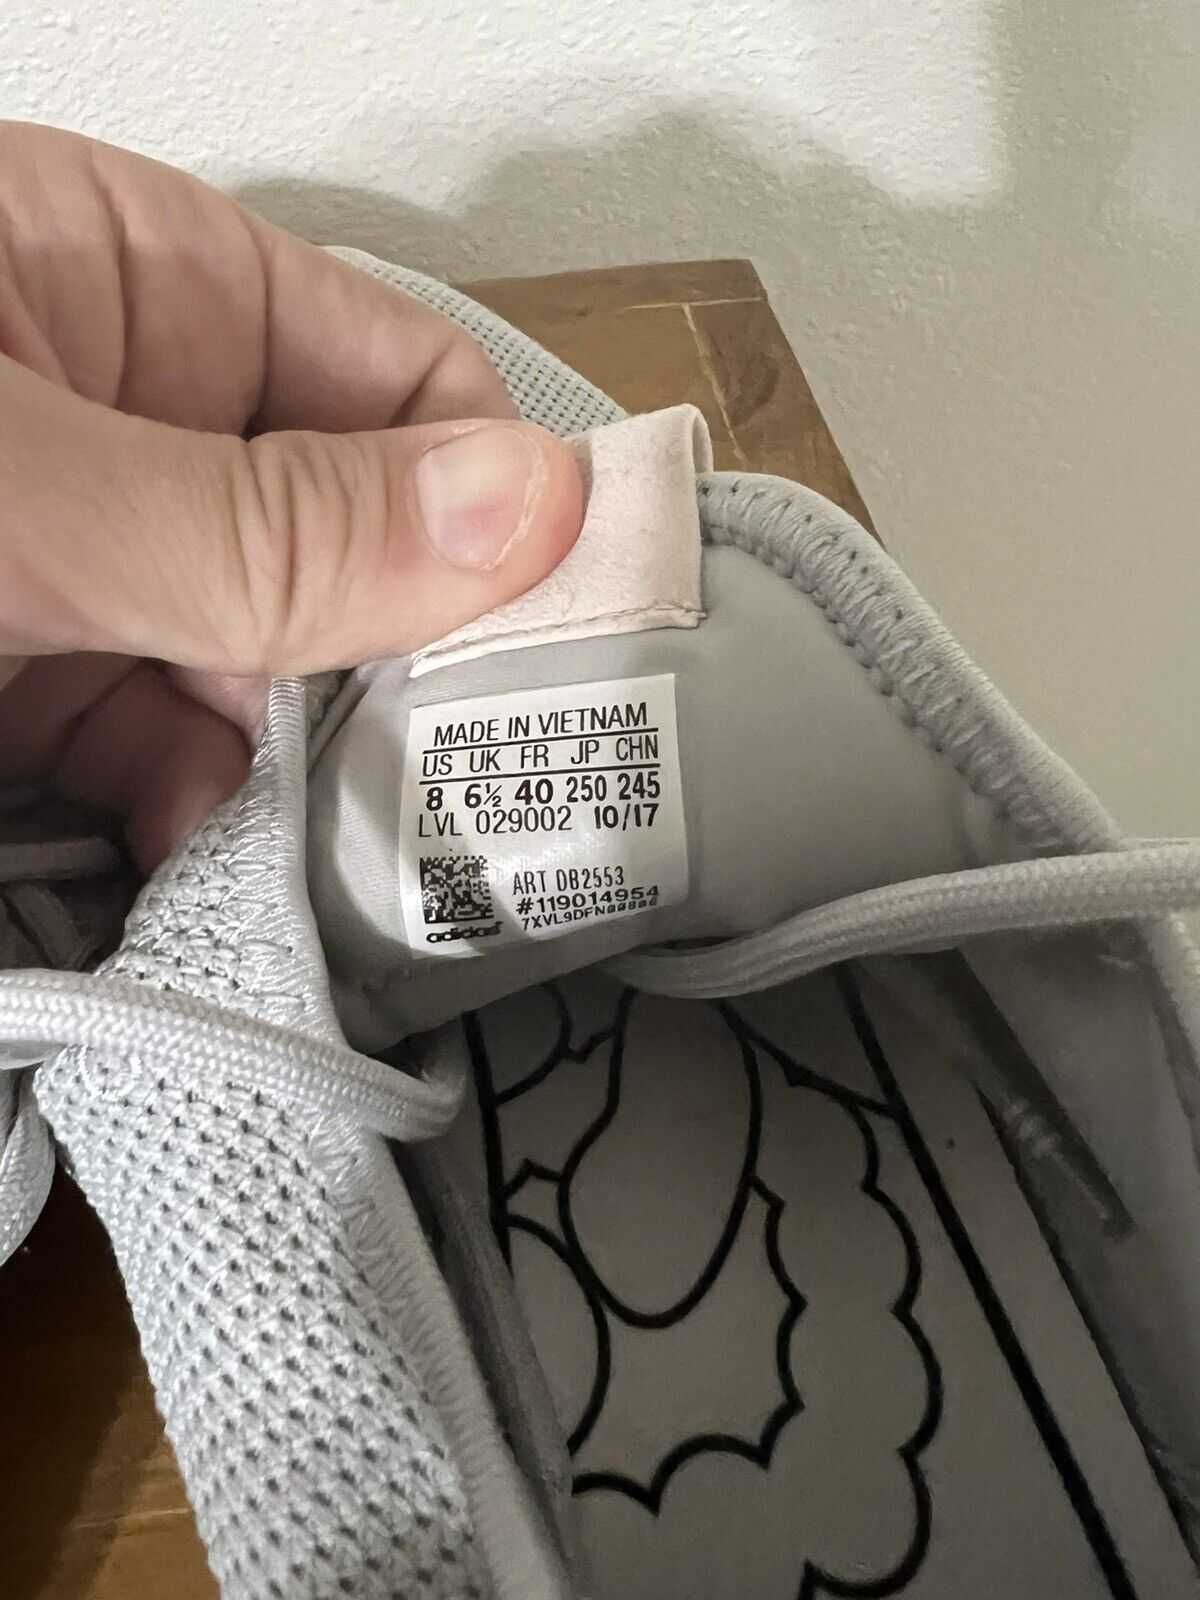 MADE IN VIETNAM
US UK FR JP CHN
8 6½ 40 250 245
LVL 029002 10/17
ART DB2553
#119014954
adidas